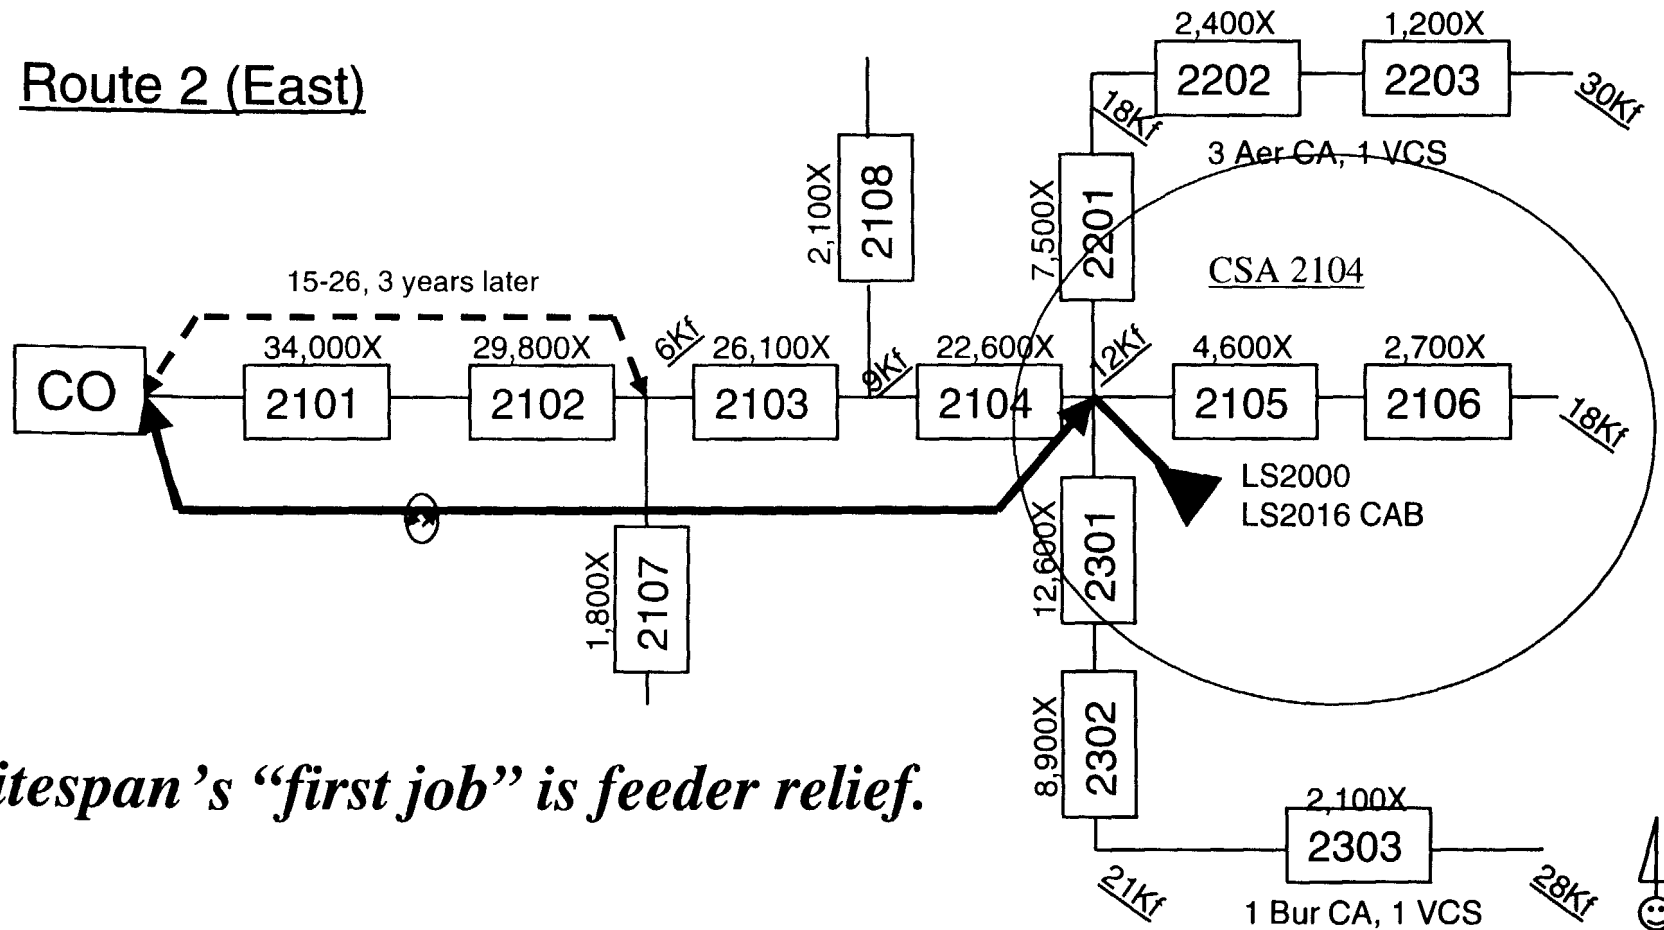 Route 2 (East)
2,400X
1,200X
2202
2203
18Kf
30Kf
3 Aer CA, 1 VCS
2,100X
2108
7,500X
2201
CSA 2104
15-26, 3 years later
CO
34,000X
2101
29,800X
2102
6Kf
26,100X
2103
9Kf
22,600X
2104
12Kf
4,600X
2105
2,700X
2106
18Kf
LS2000
LS2016 CAB
1,800X
2107
12,600X
2301
8,900X
2302
itespan's “first job” is feeder relief.
2,100X
2303
21Kf
28Kf
1 Bur CA, 1 VCS